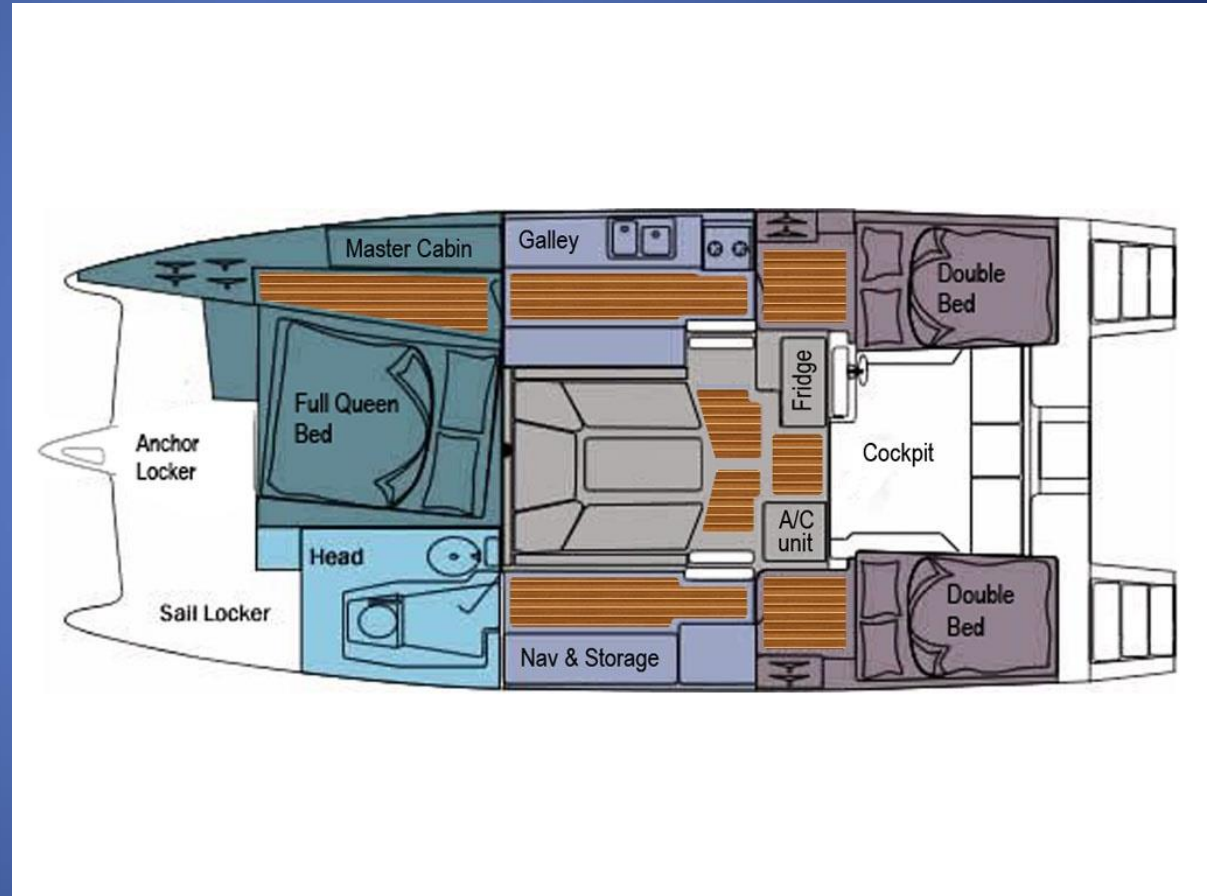 Master Cabin
Galley
Double
Bed
Fridge
Full Queen
Bed
Anchor
Locker
Cockpit
A/C
unit
Head
Sail Locker
Double
Bed
Nav & Storage